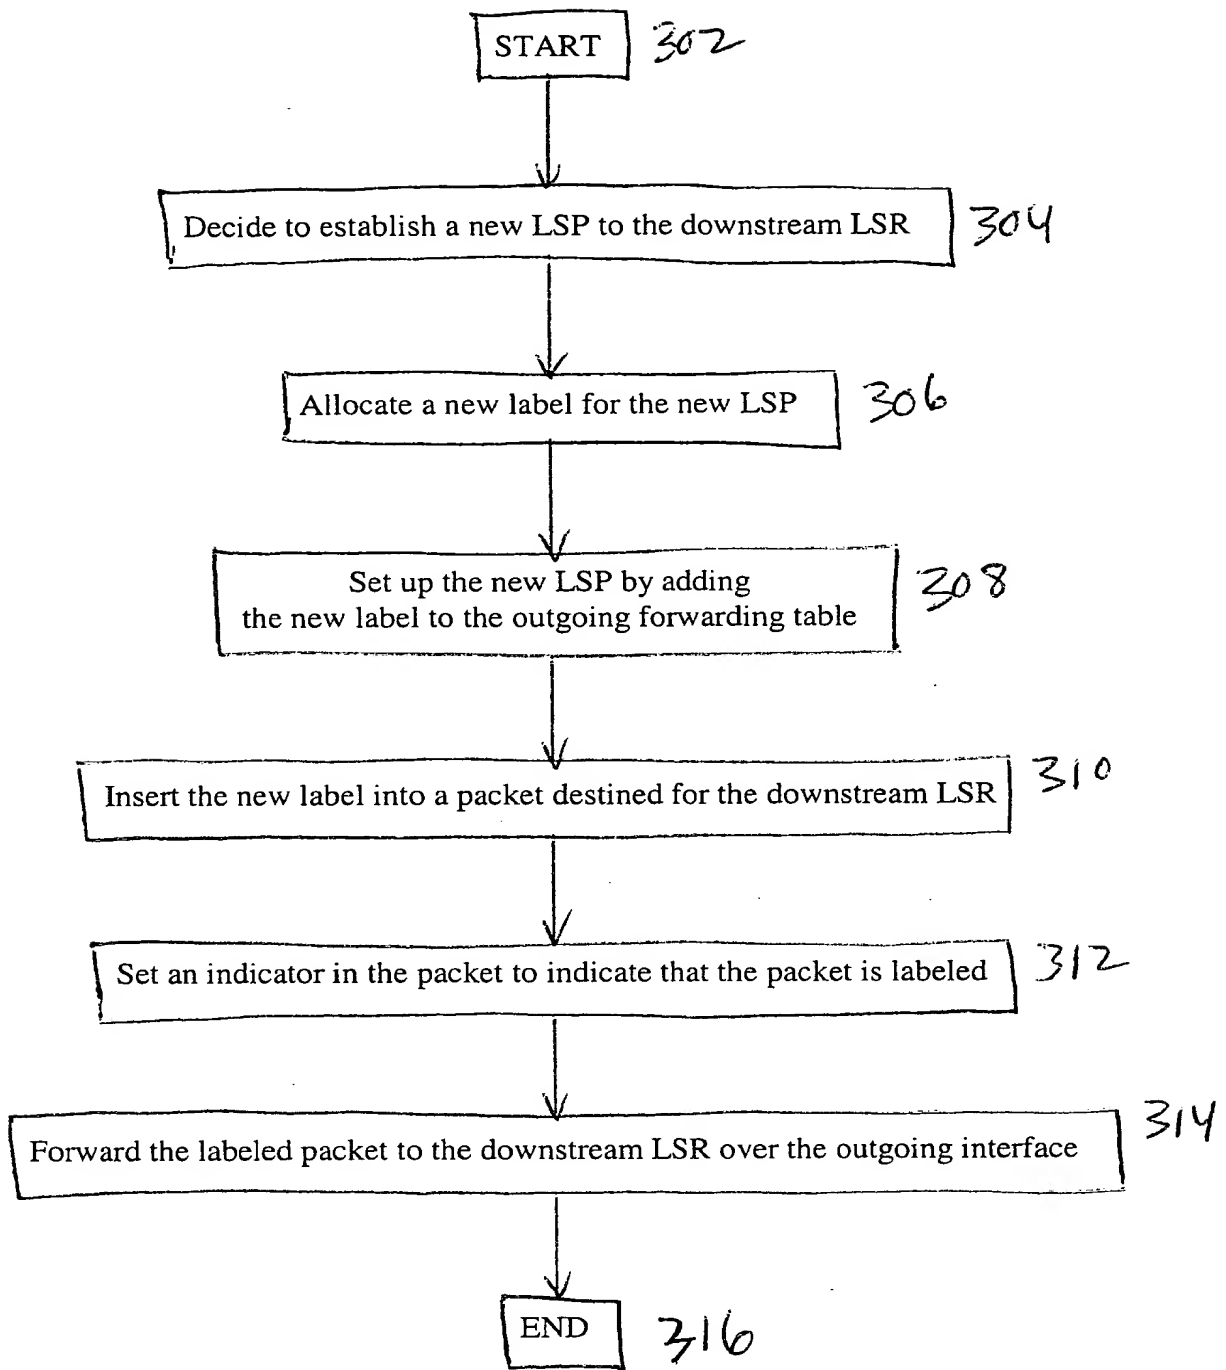 START 302
Decide to establish a new LSP to the downstream LSR 304
Allocate a new label for the new LSP 306
Set up the new LSP by adding
the new label to the outgoing forwarding table 308
Insert the new label into a packet destined for the downstream LSR 310
Set an indicator in the packet to indicate that the packet is labeled 312
Forward the labeled packet to the downstream LSR over the outgoing interface 314
END 316